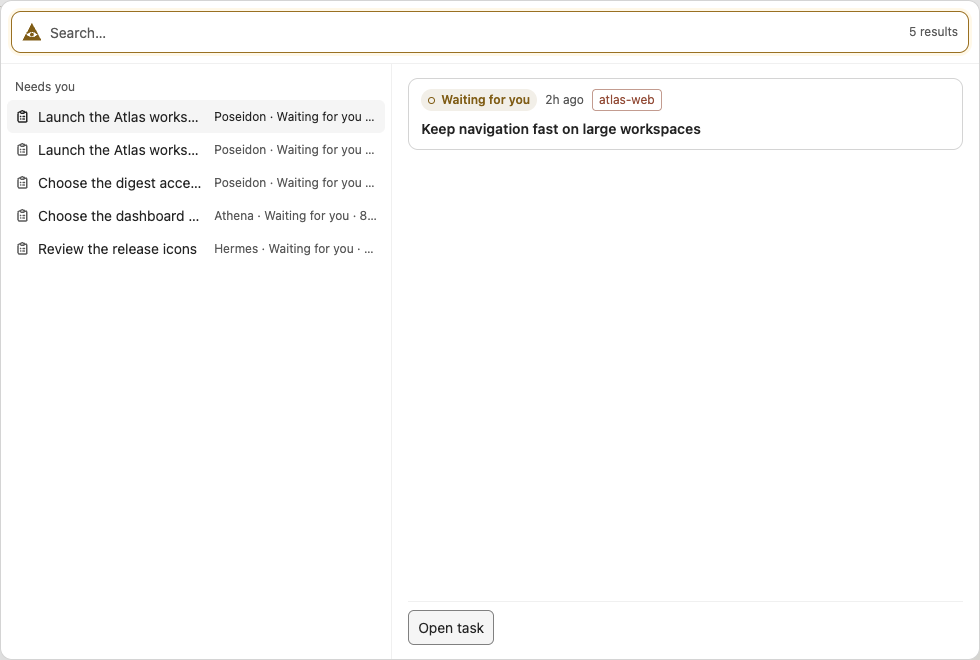 Search...
5 results
Needs you
Launch the Atlas works... Poseidon · Waiting for you ...
Launch the Atlas works... Poseidon · Waiting for you ...
Choose the digest acce... Poseidon · Waiting for you ...
Choose the dashboard ... Athena · Waiting for you · 8...
Review the release icons Hermes · Waiting for you · ...
Waiting for you 2h ago atlas-web
Keep navigation fast on large workspaces
Open task